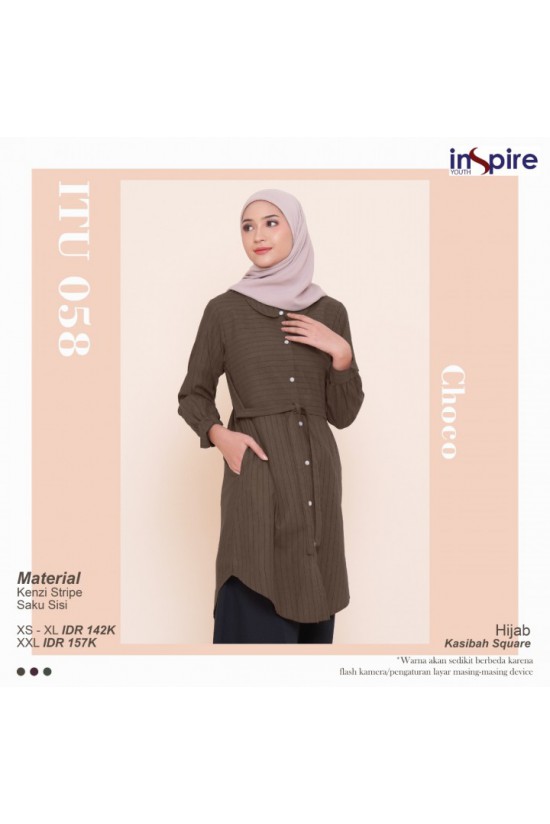 inSpire
YOUTH
ITU 058
Choco
Material
Kenzi Stripe
Saku Sisi
XS - XL IDR 142K
XXL IDR 157K
Hijab
Kasibah Square
*Warna akan sedikit berbeda karena
flash kamera/pengaturan layar masing-masing device